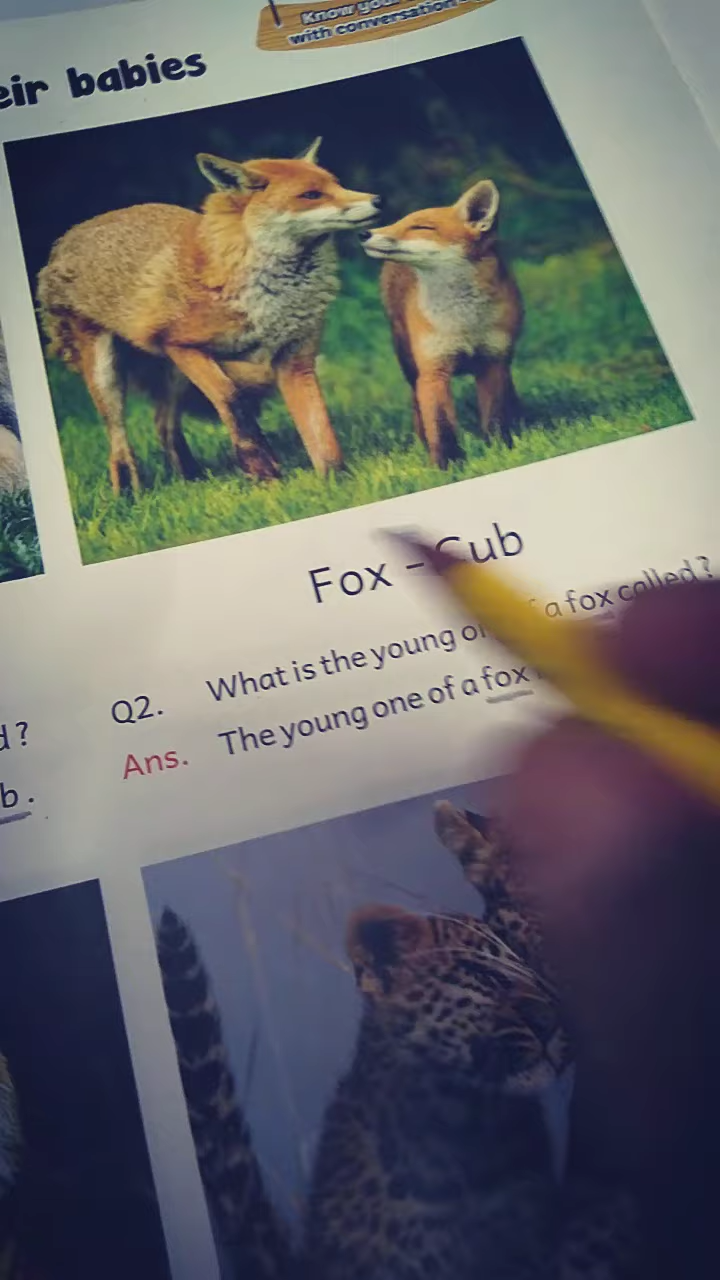 Know your
with conversation
eir babies
Fox - Cub
Q2. What is the young of a fox called?
Ans. The young one of a fox
d?
b.